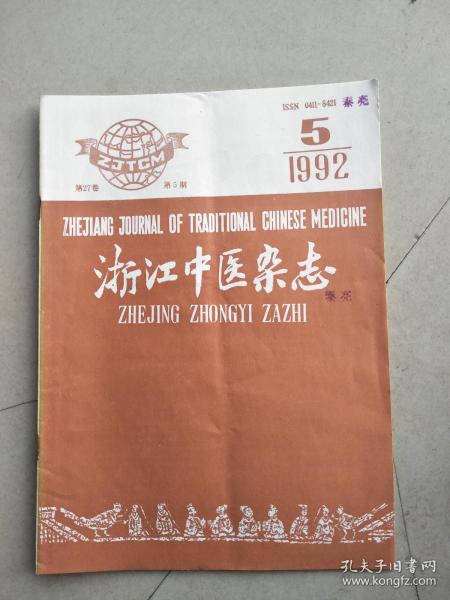 ISSN 0411-8421 秦亮
ZJTCM
第27卷 第5期
5
1992
ZHEJIANG JOURNAL OF TRADITIONAL CHINESE MEDICINE
浙江中医杂志
秦亮
ZHEJING ZHONGYI ZAZHI
孔夫子旧书网
www.kongfz.com